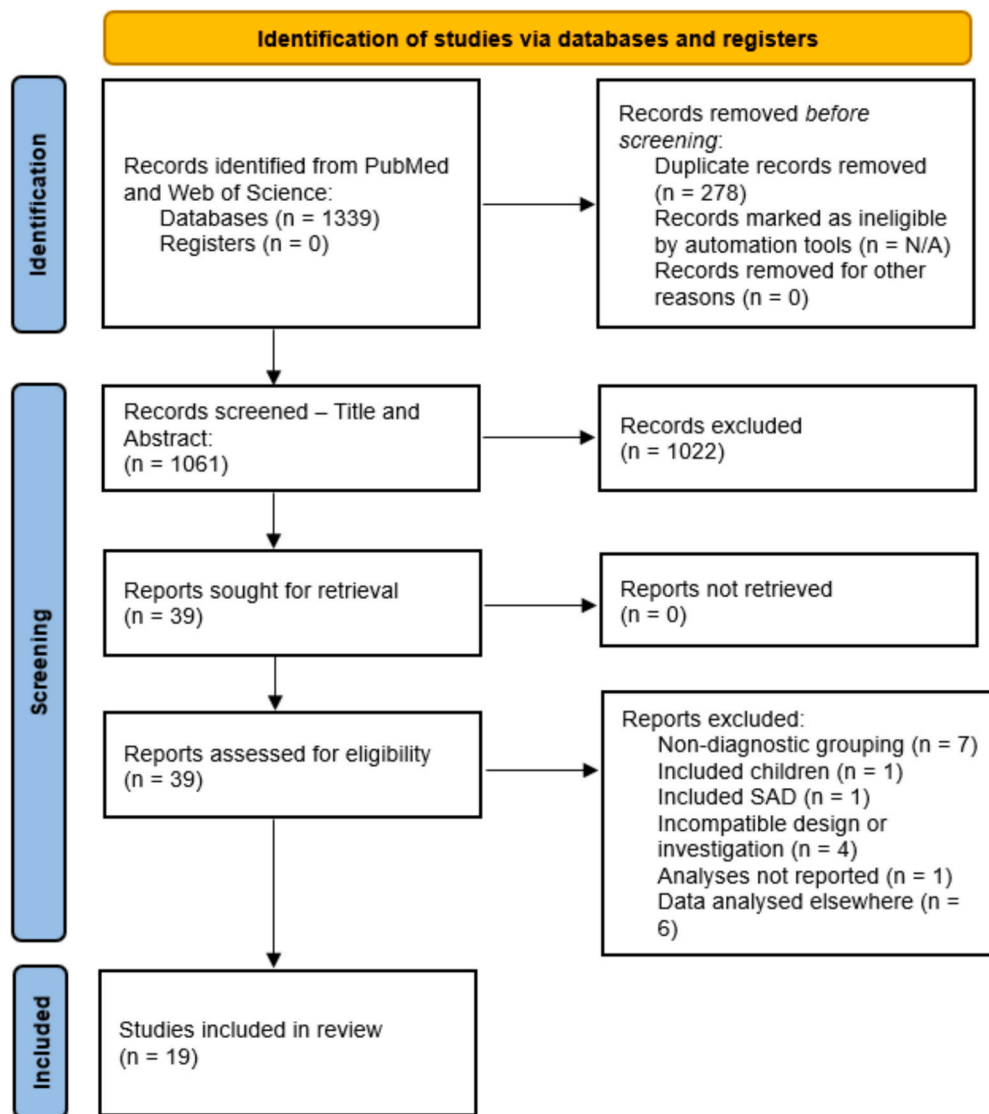 Identification of studies via databases and registers
Identification
Records identified from PubMed
and Web of Science:
Databases (n = 1339)
Registers (n = 0)
Records removed before
screening:
Duplicate records removed
(n = 278)
Records marked as ineligible
by automation tools (n = N/A)
Records removed for other
reasons (n = 0)
Screening
Records screened – Title and
Abstract:
(n = 1061)
Records excluded
(n = 1022)
Reports sought for retrieval
(n = 39)
Reports not retrieved
(n = 0)
Reports assessed for eligibility
(n = 39)
Reports excluded:
Non-diagnostic grouping (n = 7)
Included children (n = 1)
Included SAD (n = 1)
Incompatible design or
investigation (n = 4)
Analyses not reported (n = 1)
Data analysed elsewhere (n =
6)
Included
Studies included in review
(n = 19)